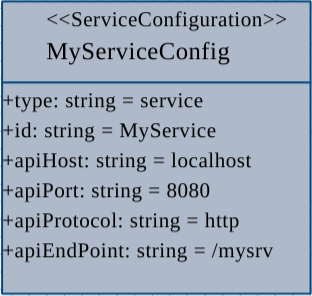 <<ServiceConfiguration>>
MyServiceConfig
+type: string = service
+id: string = MyService
+apiHost: string = localhost
+apiPort: string = 8080
+apiProtocol: string = http
+apiEndPoint: string = /mysrv